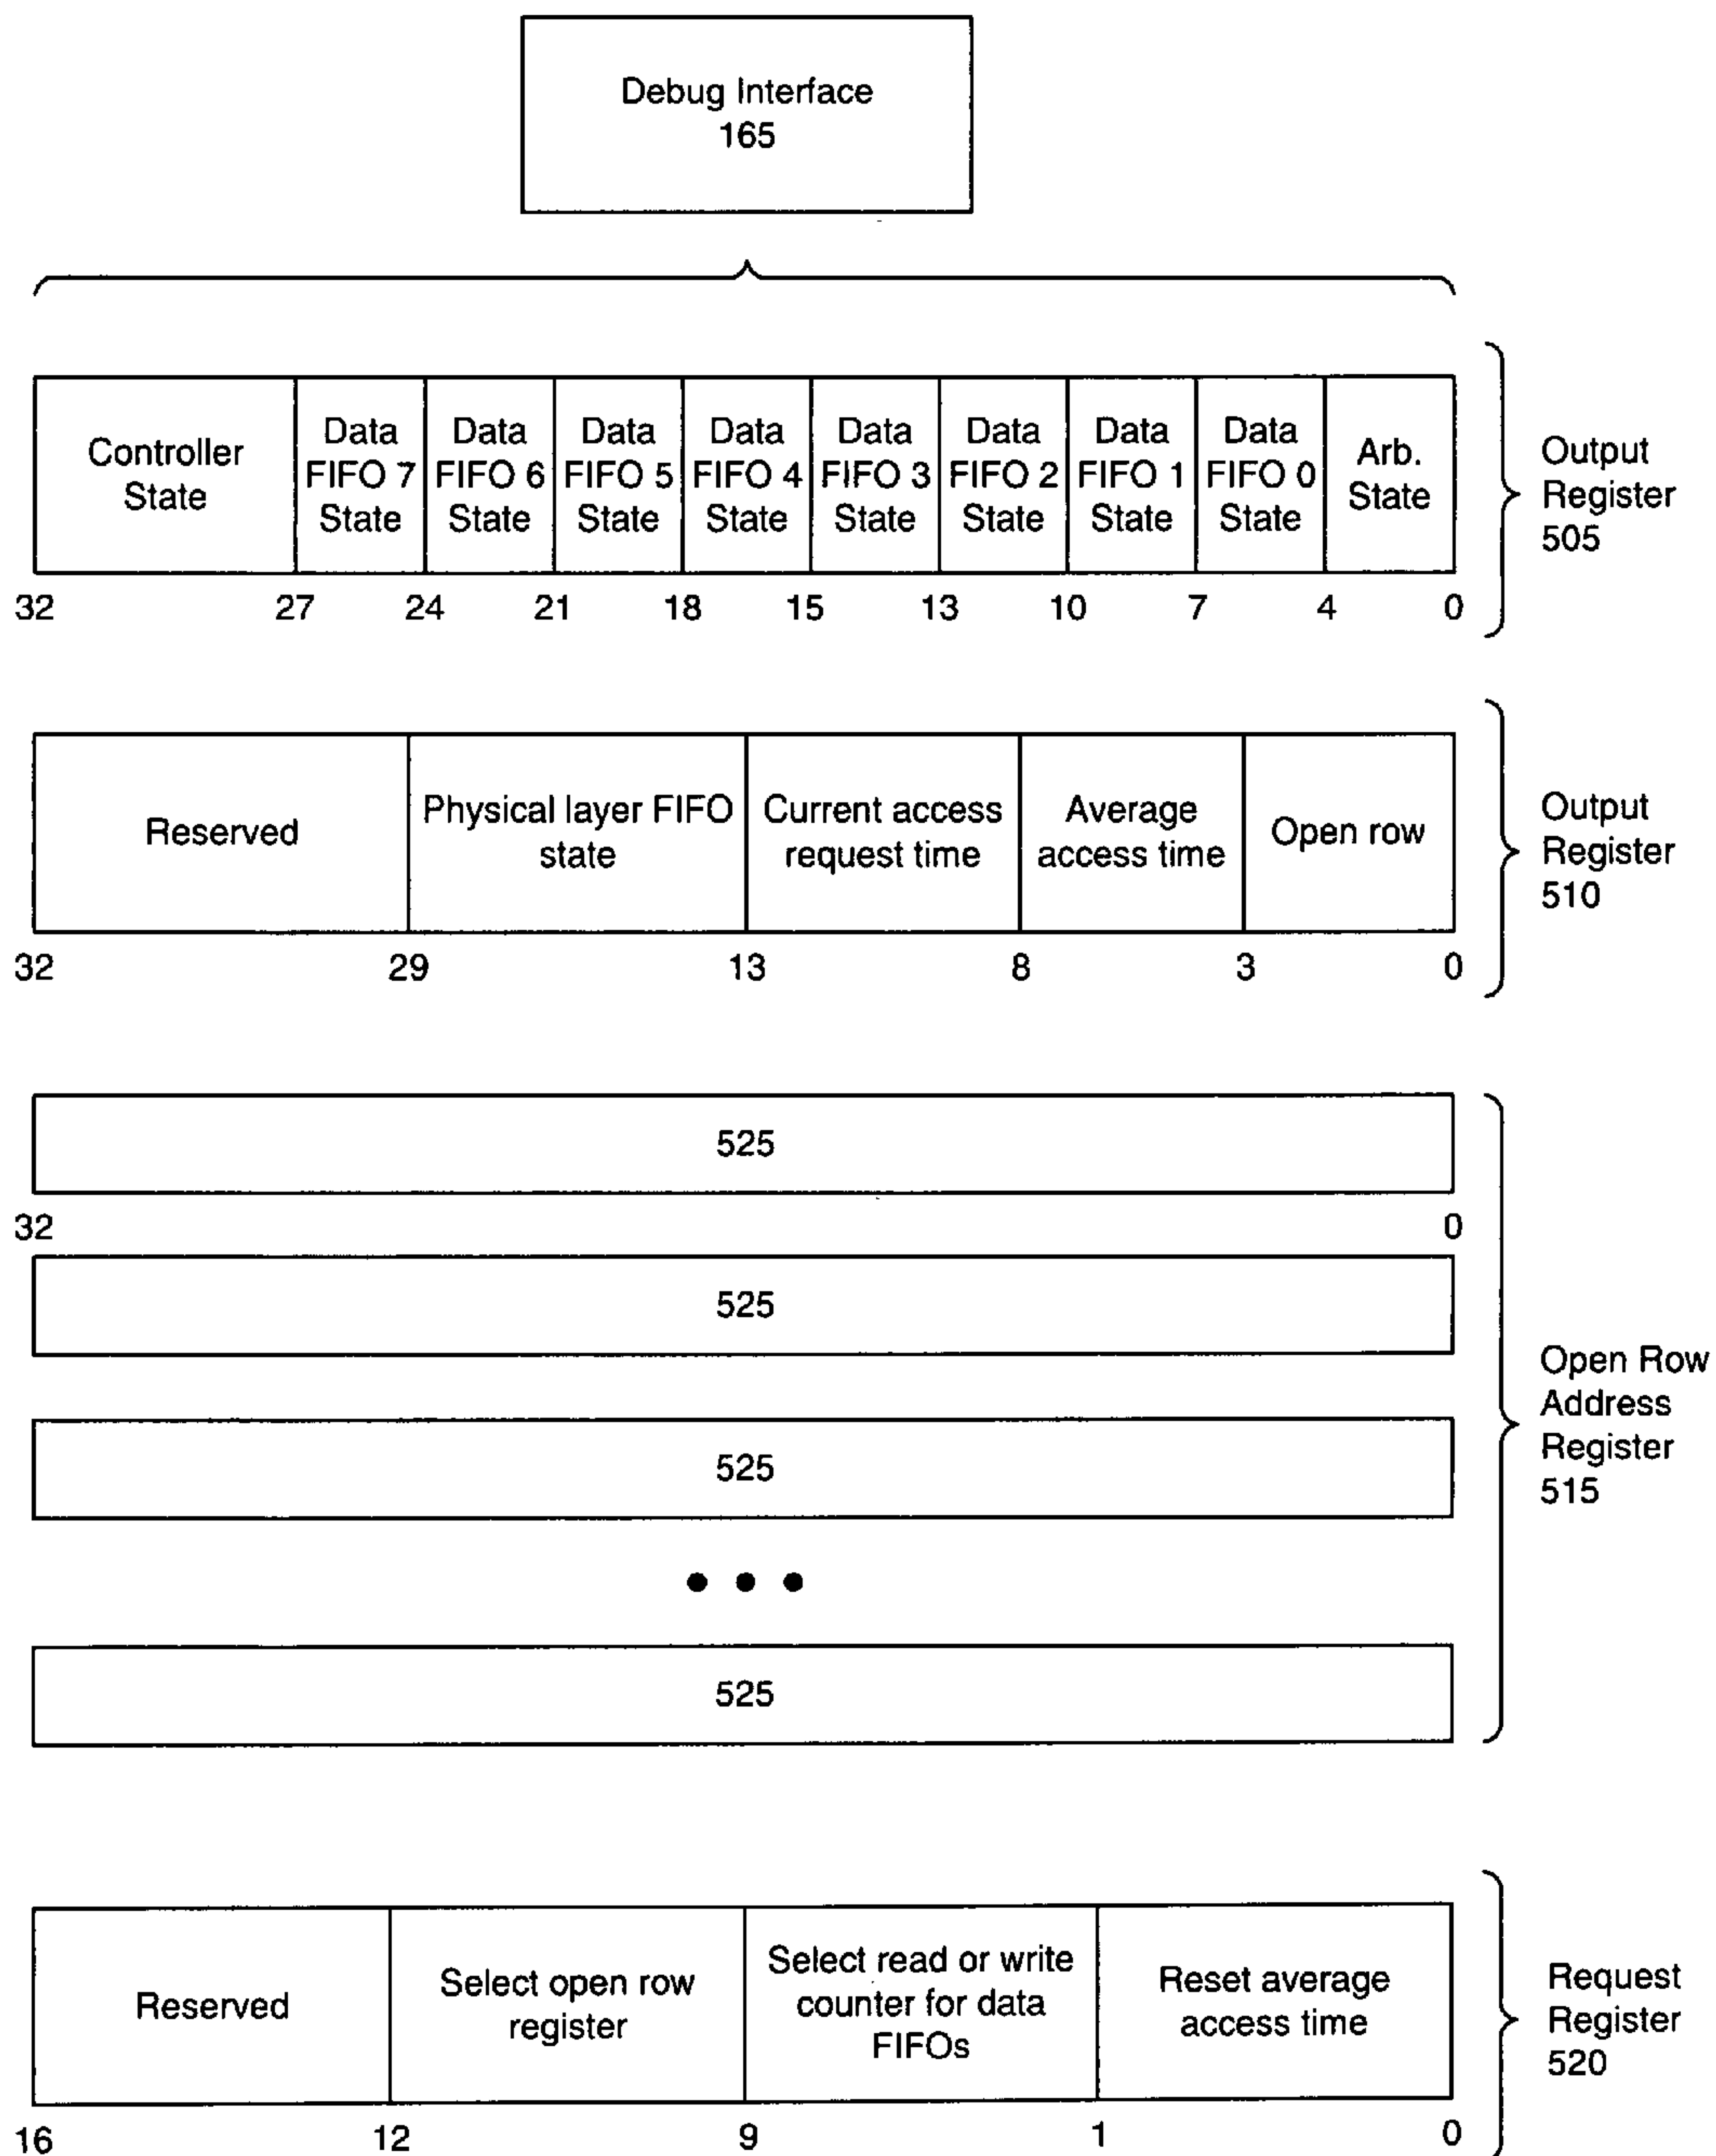 Debug Interface
165
Controller
State
Data
FIFO 7
State
Data
FIFO 6
State
Data
FIFO 5
State
Data
FIFO 4
State
Data
FIFO 3
State
Data
FIFO 2
State
Data
FIFO 1
State
Data
FIFO 0
State
Arb.
State
Output
Register
505
32 27 24 21 18 15 13 10 7 4 0
Reserved
Physical layer FIFO
state
Current access
request time
Average
access time
Open row
Output
Register
510
32 29 13 8 3 0
525
32 0
525
525
525
Open Row
Address
Register
515
Reserved
Select open row
register
Select read or write
counter for data
FIFOs
Reset average
access time
Request
Register
520
16 12 9 1 0